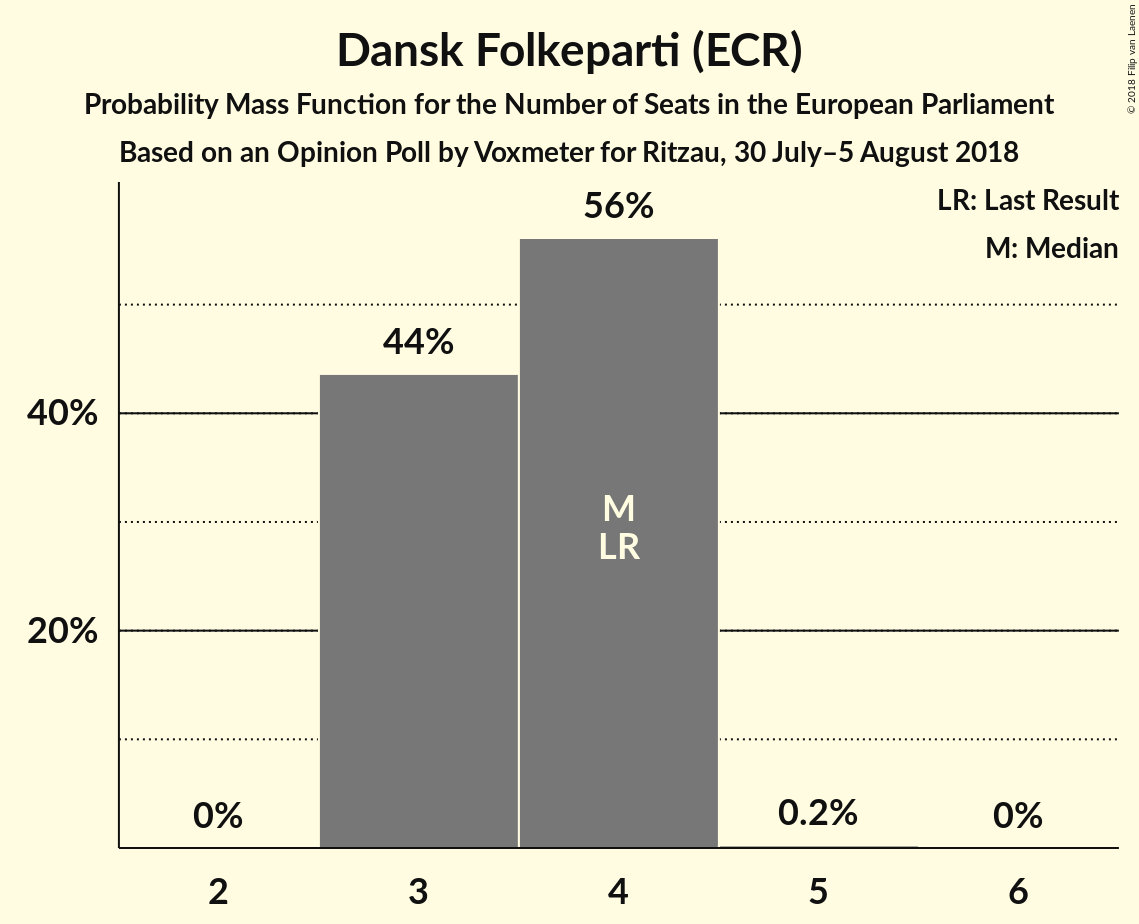 Dansk Folkeparti (ECR)
Probability Mass Function for the Number of Seats in the European Parliament
Based on an Opinion Poll by Voxmeter for Ritzau, 30 July–5 August 2018
© 2018 Filip van Laenen
LR: Last Result
M: Median
56%
44%
40%
M
LR
20%
0%
0.2%
0%
2
3
4
5
6